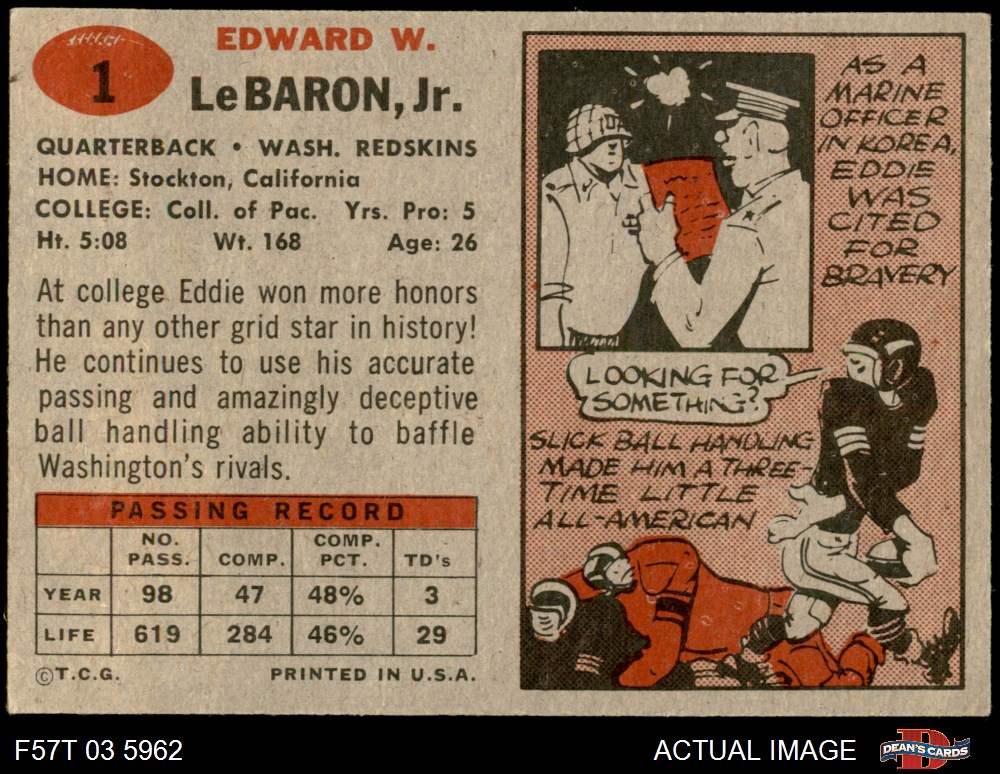 1
EDWARD W.
LeBARON, Jr.
QUARTERBACK • WASH. REDSKINS
HOME: Stockton, California
COLLEGE: Coll. of Pac. Yrs. Pro: 5
Ht. 5:08 Wt. 168 Age: 26
At college Eddie won more honors
than any other grid star in history!
He continues to use his accurate
passing and amazingly deceptive
ball handling ability to baffle
Washington's rivals.
PASSING RECORD
NO. PASS. COMP. COMP. PCT. TD's
YEAR 98 47 48% 3
LIFE 619 284 46% 29
©T.C.G. PRINTED IN U.S.A.
AS A
MARINE
OFFICER
IN KOREA,
EDDIE
WAS
CITED
FOR
BRAVERY
LOOKING FOR
SOMETHING?
SLICK BALL HANDLING
MADE HIM A THREE-
TIME LITTLE
ALL-AMERICAN
F57T 03 5962 ACTUAL IMAGE
DEAN'S CARDS